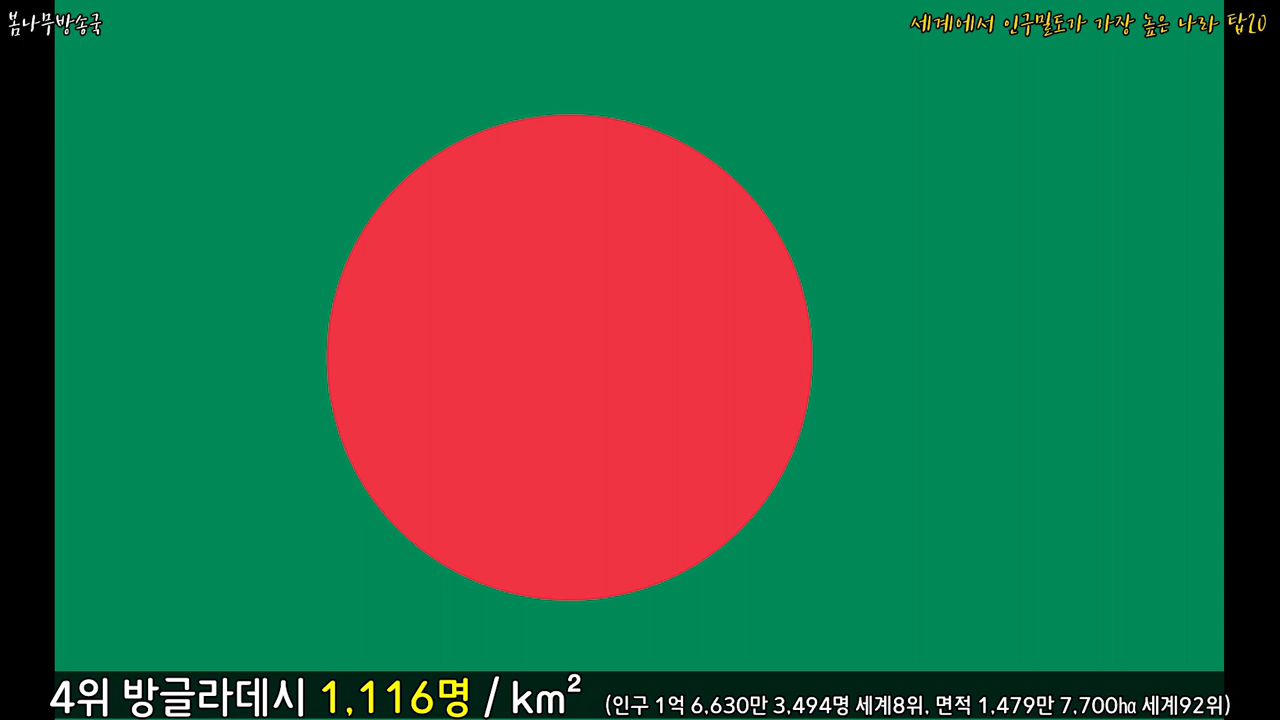 봄나무방송국
세계에서 인구밀도가 가장 높은 나라 탑20
4위 방글라데시 1,116명 / km² (인구 1억 6,630만 3,494명 세계8위, 면적 1,479만 7,700㏊ 세계92위)